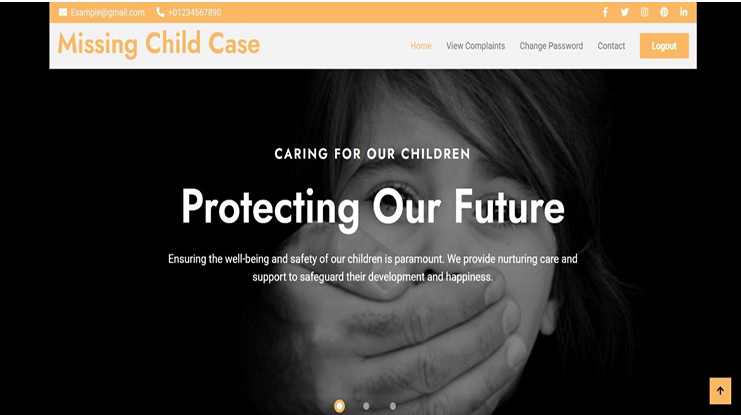 Example@gmail.com +01234567890
Missing Child Case
Home View Complaints Change Password Contact Logout
CARING FOR OUR CHILDREN
Protecting Our Future
Ensuring the well-being and safety of our children is paramount. We provide nurturing care and
support to safeguard their development and happiness.